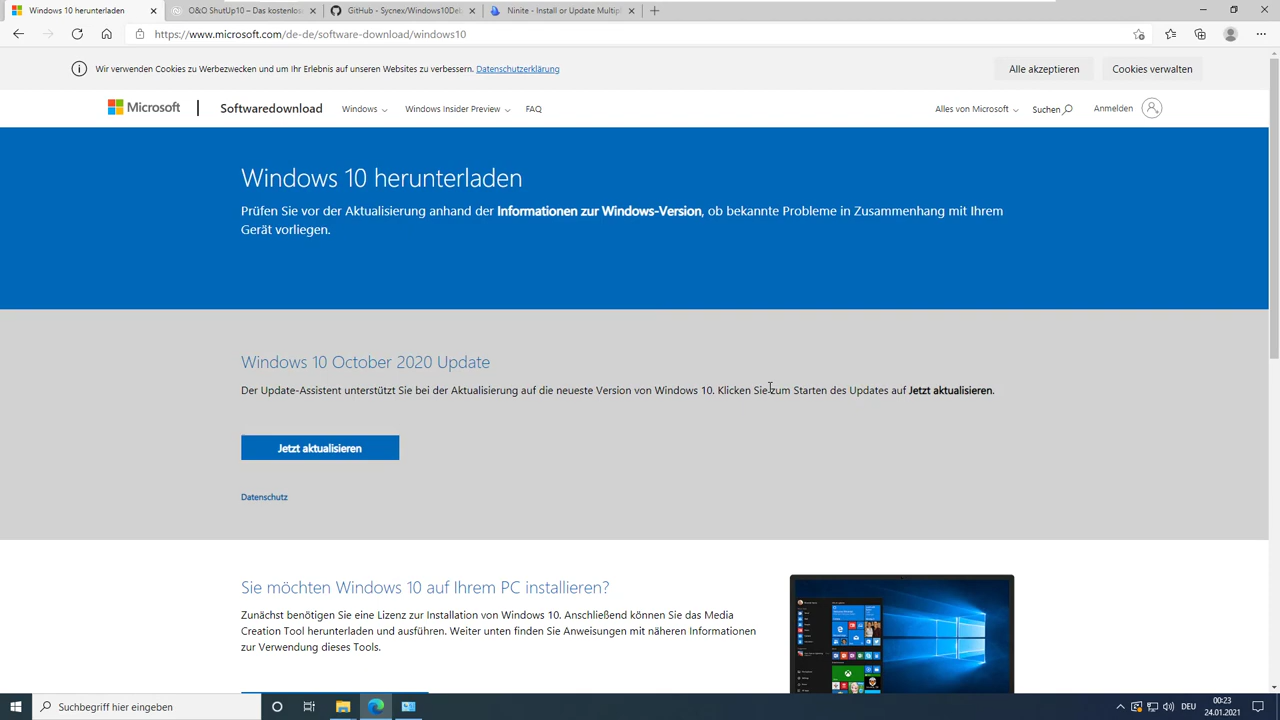 Windows 10 herunterladen
O&O ShutUp10 – Das kostenlose
GitHub - Sycnex/Windows10Deb
Ninite - Install or Update Multipl
https://www.microsoft.com/de-de/software-download/windows10
Wir verwenden Cookies zu Werbezwecken und um Ihr Erlebnis auf unseren Websites zu verbessern. Datenschutzerklärung
Alle akzeptieren
Cookies verwalten
Microsoft
Softwaredownload
Windows
Windows Insider Preview
FAQ
Alles von Microsoft
Suchen
Anmelden
Windows 10 herunterladen
Prüfen Sie vor der Aktualisierung anhand der Informationen zur Windows-Version, ob bekannte Probleme in Zusammenhang mit Ihrem
Gerät vorliegen.
Windows 10 October 2020 Update
Der Update-Assistent unterstützt Sie bei der Aktualisierung auf die neueste Version von Windows 10. Klicken Sie zum Starten des Updates auf Jetzt aktualisieren.
Jetzt aktualisieren
Datenschutz
Sie möchten Windows 10 auf Ihrem PC installieren?
Zunächst benötigen Sie eine Lizenz zur Installation von Windows 10. Anschließend können Sie das Media
Creation Tool herunterladen und ausführen. Weiter unten finden Sie Anweisungen mit näheren Informationen
zur Verwendung dieses Tools.
Suchbegriff hier eingeben
DEU
00:23
24.01.2021